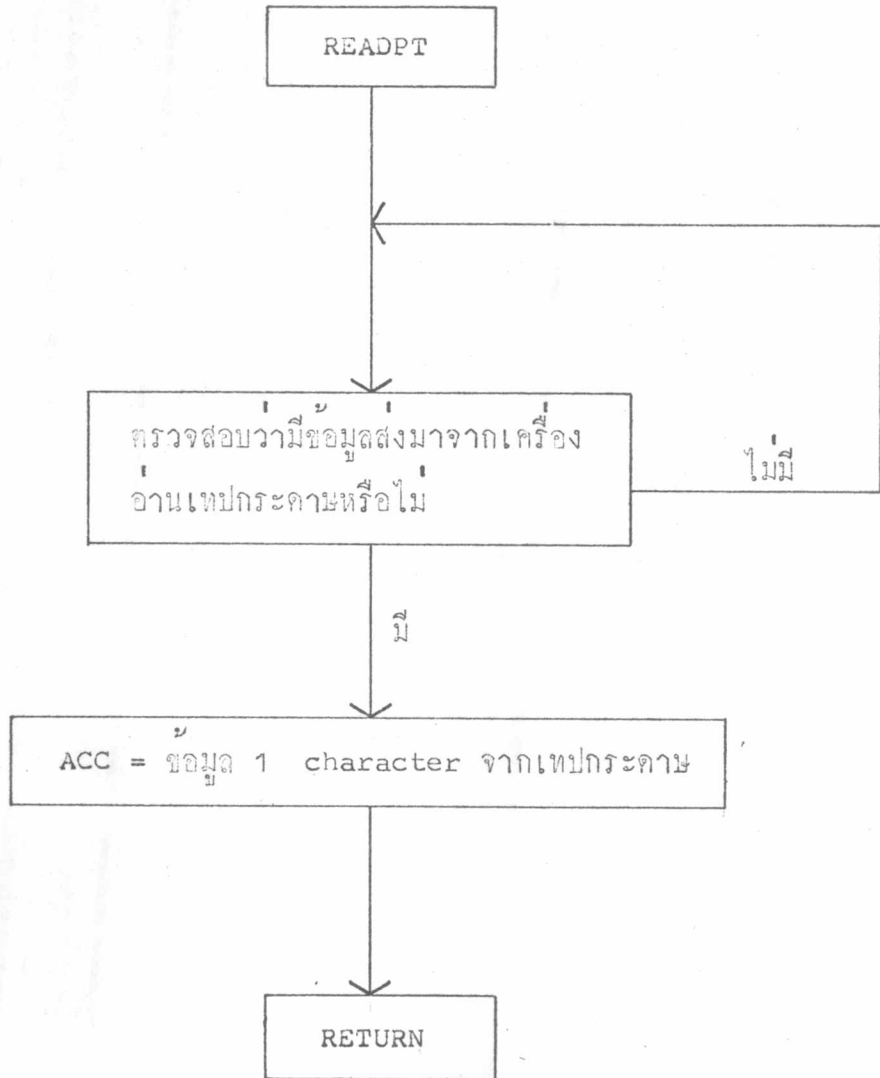 READPT
ตรวจสอบว่ามีข้อมูลส่งมาจากเครื่อง
อ่านเทปกระดาษหรือไม่
ไม่มี
มี
ACC = ข้อมูล 1 character จากเทปกระดาษ
RETURN